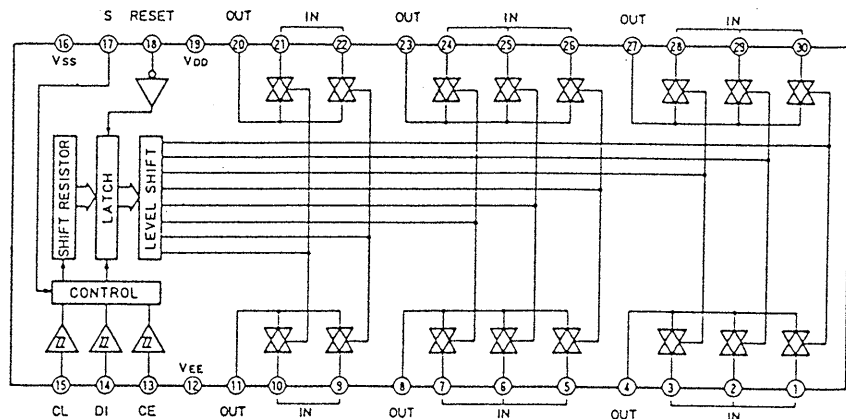 S RESET OUT IN OUT IN OUT IN
16 17 18 19 20 21 22 23 24 25 26 27 28 29 30
VSS VDD
SHIFT RESISTOR
LATCH
LEVEL SHIFT
CONTROL
VEE
15 14 13 12 11 10 9 8 7 6 5 4 3 2 1
CL DI CE OUT IN OUT IN OUT IN